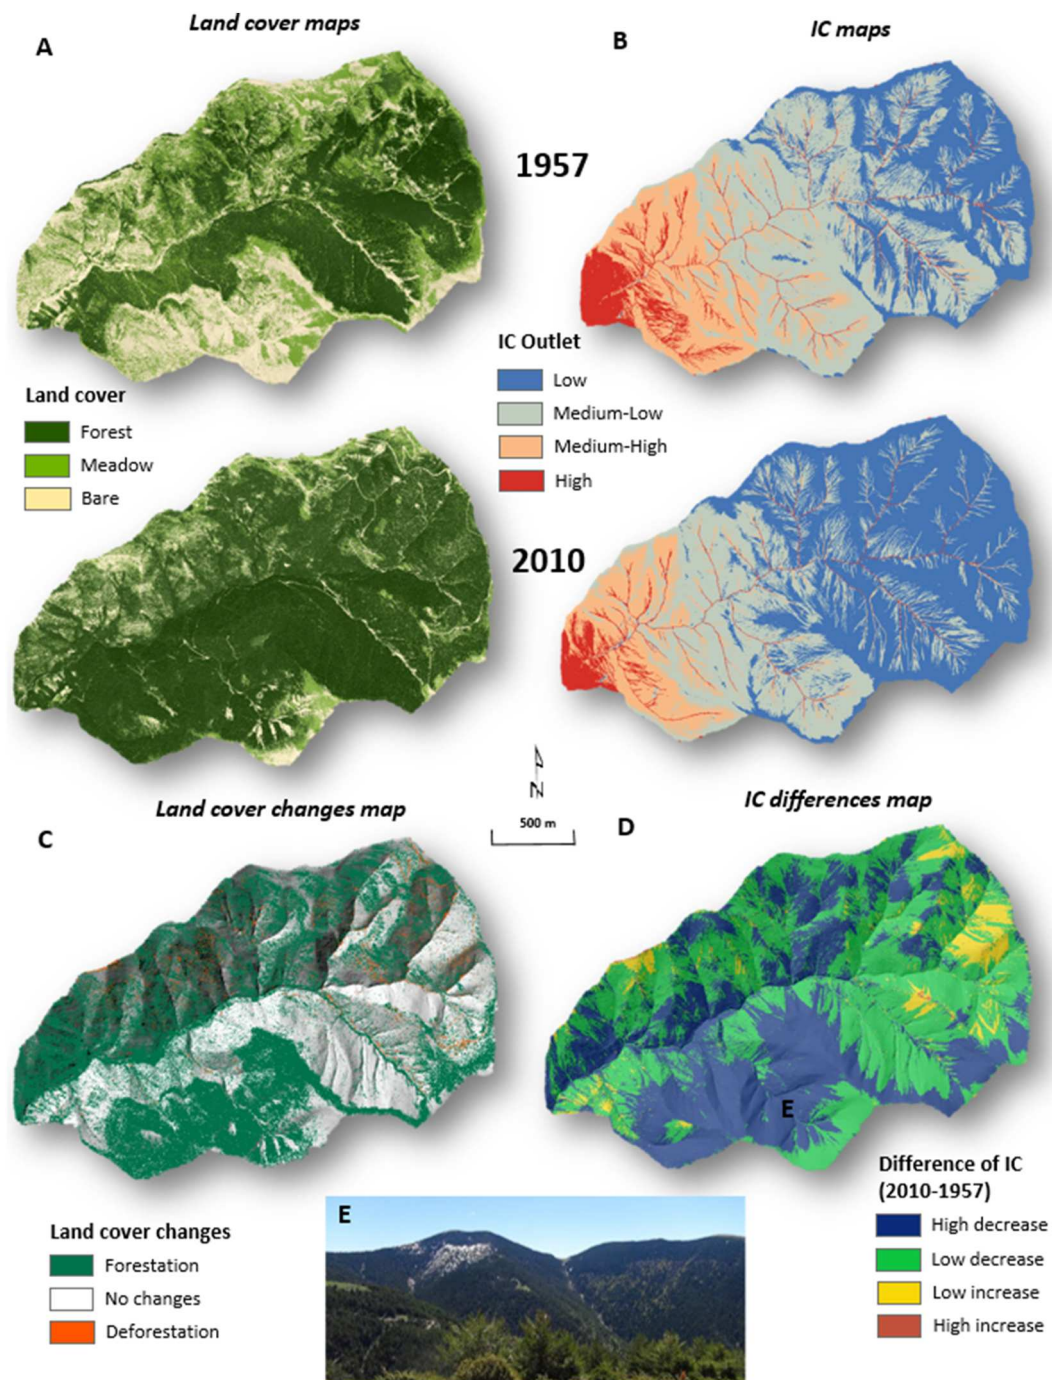 Land cover maps
IC maps
A
B
1957
IC Outlet
Low
Medium-Low
Medium-High
High
Land cover
Forest
Meadow
Bare
2010
N
500 m
Land cover changes map
IC differences map
C
D
E
Land cover changes
Forestation
No changes
Deforestation
E
Difference of IC
(2010-1957)
High decrease
Low decrease
Low increase
High increase